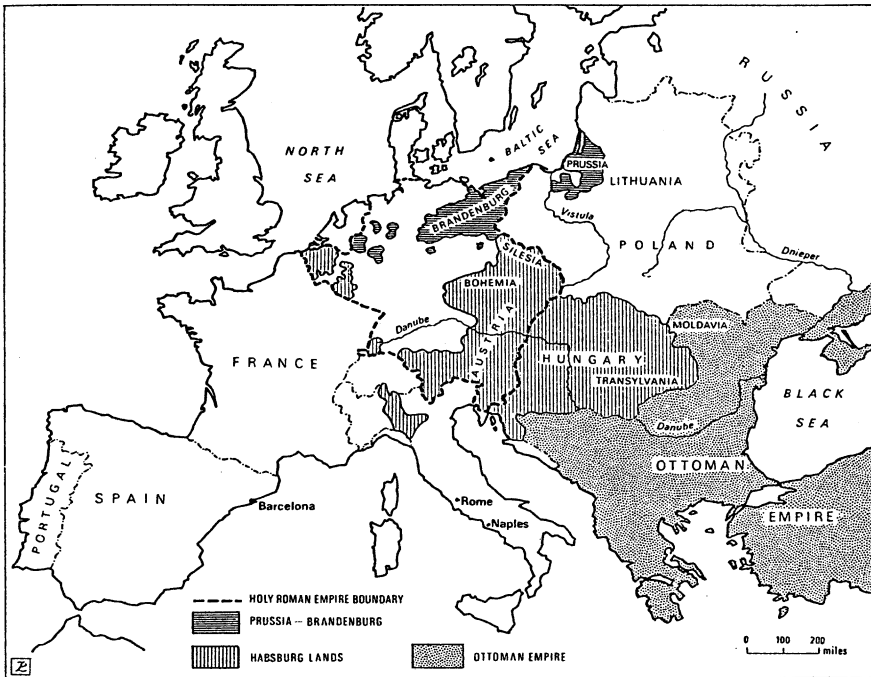 RUSSIA
NORTH
SEA
BALTIC
SEA
PRUSSIA
LITHUANIA
BRANDENBURG
Vistula
POLAND
Dnieper
SILESIA
BOHEMIA
Danube
MOLDAVIA
AUSTRIA
FRANCE
HUNGARY
TRANSYLVANIA
BLACK
SEA
Danube
OTTOMAN
EMPIRE
PORTUGAL
SPAIN
Barcelona
Rome
Naples
HOLY ROMAN EMPIRE BOUNDARY
PRUSSIA – BRANDENBURG
HABSBURG LANDS
OTTOMAN EMPIRE
0 100 200
miles